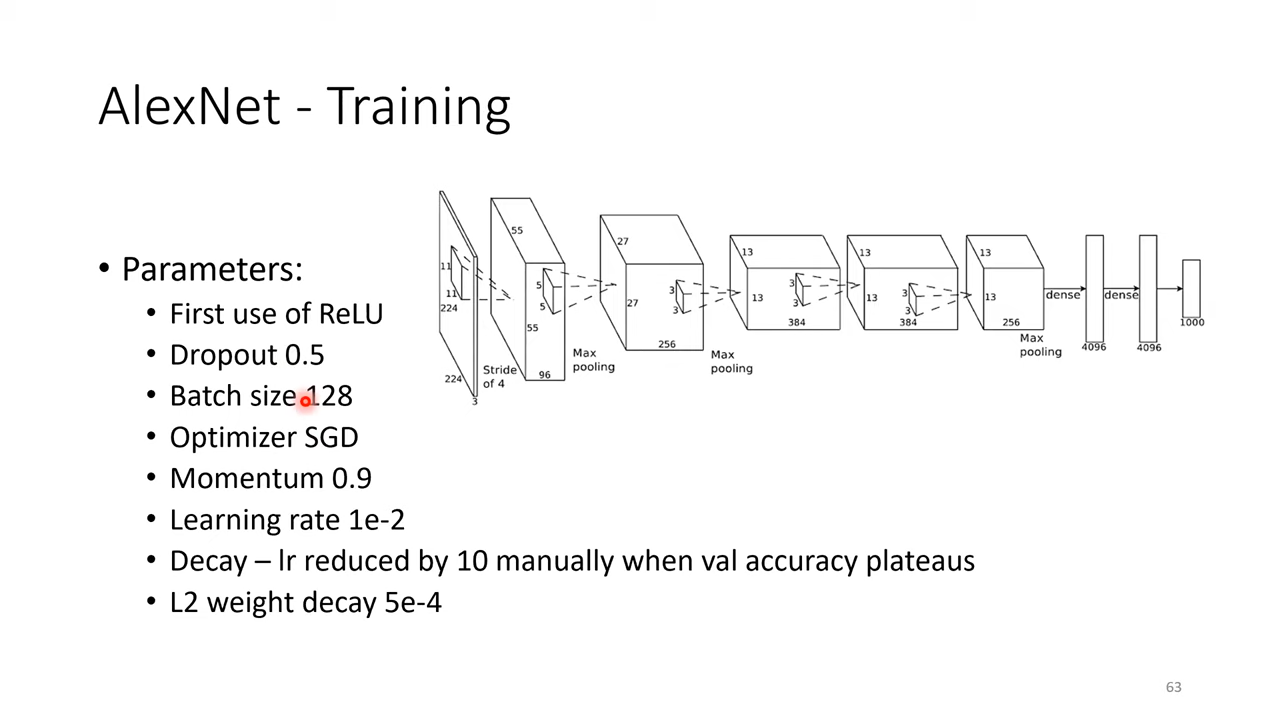 AlexNet - Training
• Parameters:
• First use of ReLU
• Dropout 0.5
• Batch size 128
• Optimizer SGD
• Momentum 0.9
• Learning rate 1e-2
• Decay – lr reduced by 10 manually when val accuracy plateaus
• L2 weight decay 5e-4
11
11
224
224
3
Stride
of 4
55
55
96
5
5
Max
pooling
27
27
256
3
3
Max
pooling
13
13
384
3
3
13
13
384
3
3
13
13
256
Max
pooling
dense
4096
dense
4096
1000
63